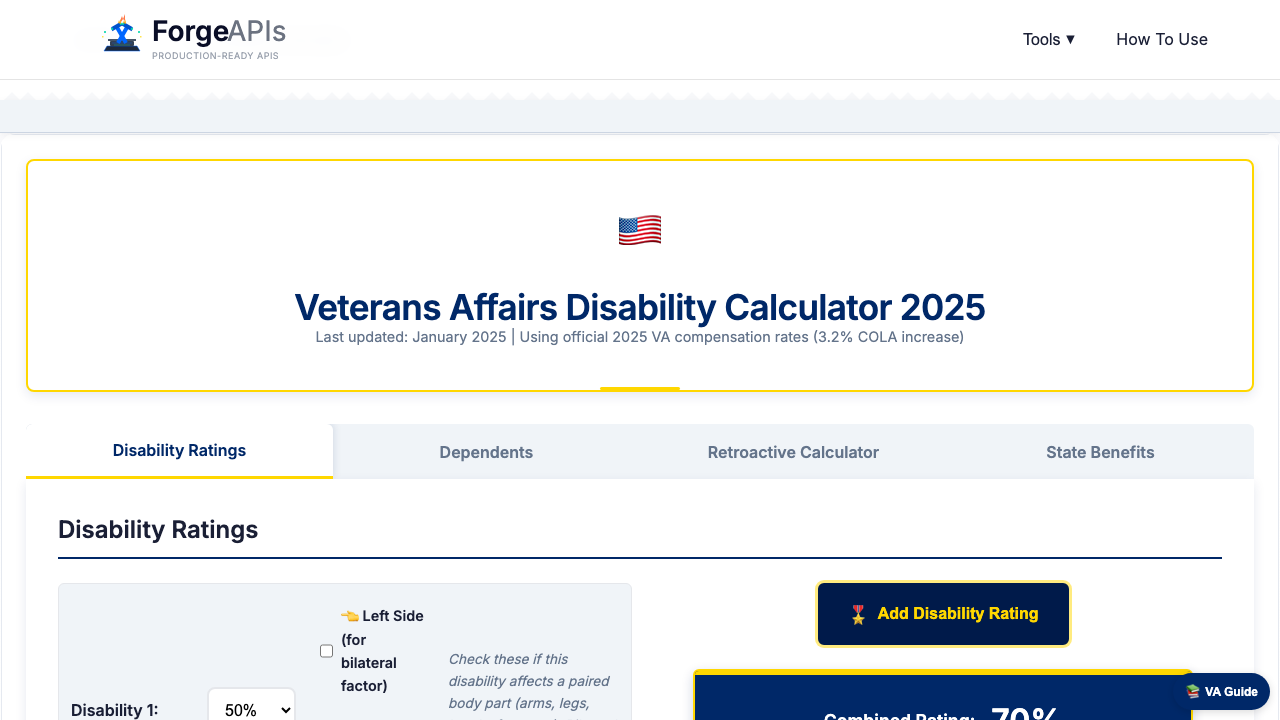 ForgeAPIs
PRODUCTION-READY APIS
Tools ▼
How To Use
Veterans Affairs Disability Calculator 2025
Last updated: January 2025 | Using official 2025 VA compensation rates (3.2% COLA increase)
Disability Ratings
Dependents
Retroactive Calculator
State Benefits
Disability Ratings
Disability 1:
50%
👈 Left Side
(for
bilateral
factor)
Check these if this
disability affects a paired
body part (arms, legs,
🎖️ Add Disability Rating
Combined Rating: 70%
📚 VA Guide